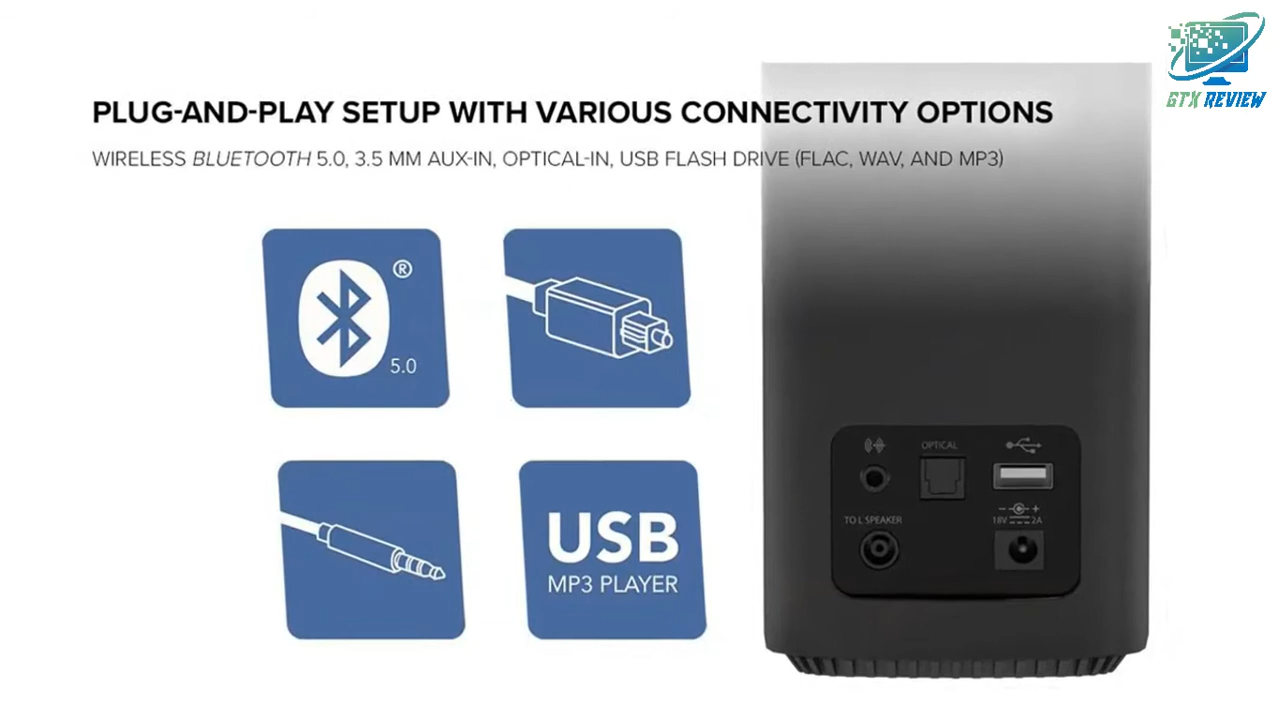 GTX REVIEW
PLUG-AND-PLAY SETUP WITH VARIOUS CONNECTIVITY OPTIONS
WIRELESS BLUETOOTH 5.0, 3.5 MM AUX-IN, OPTICAL-IN, USB FLASH DRIVE (FLAC, WAV, AND MP3)
®
5.0
OPTICAL
TO L SPEAKER
18V 2A
USB
MP3 PLAYER